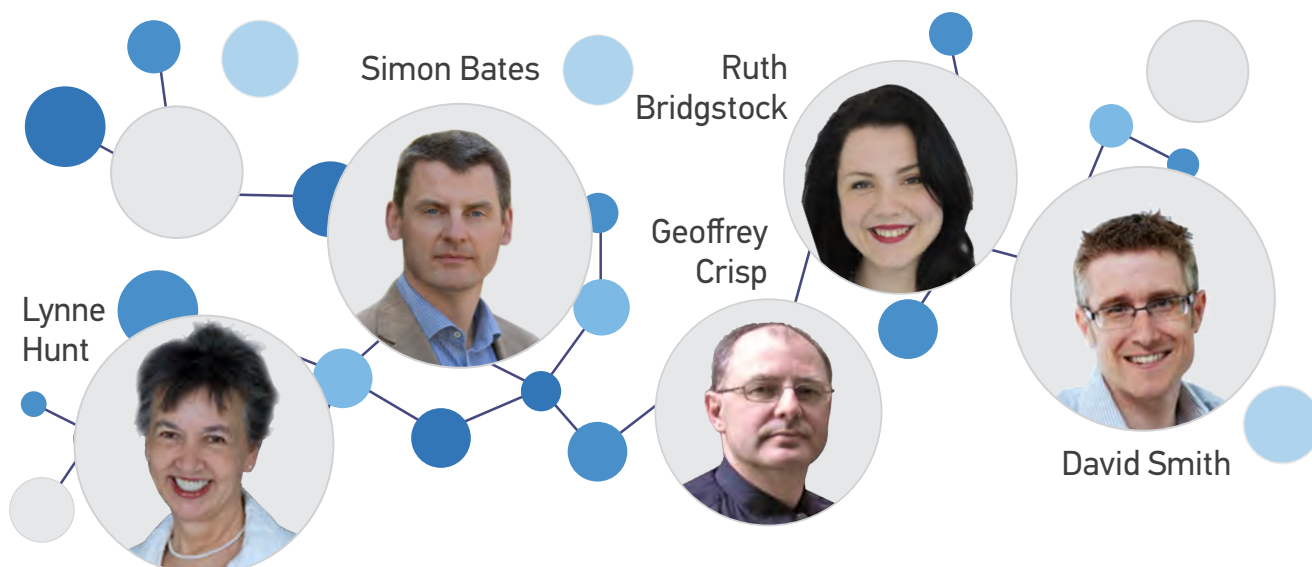 Simon Bates
Ruth
Bridgstock
Geoffrey
Crisp
Lynne
Hunt
David Smith